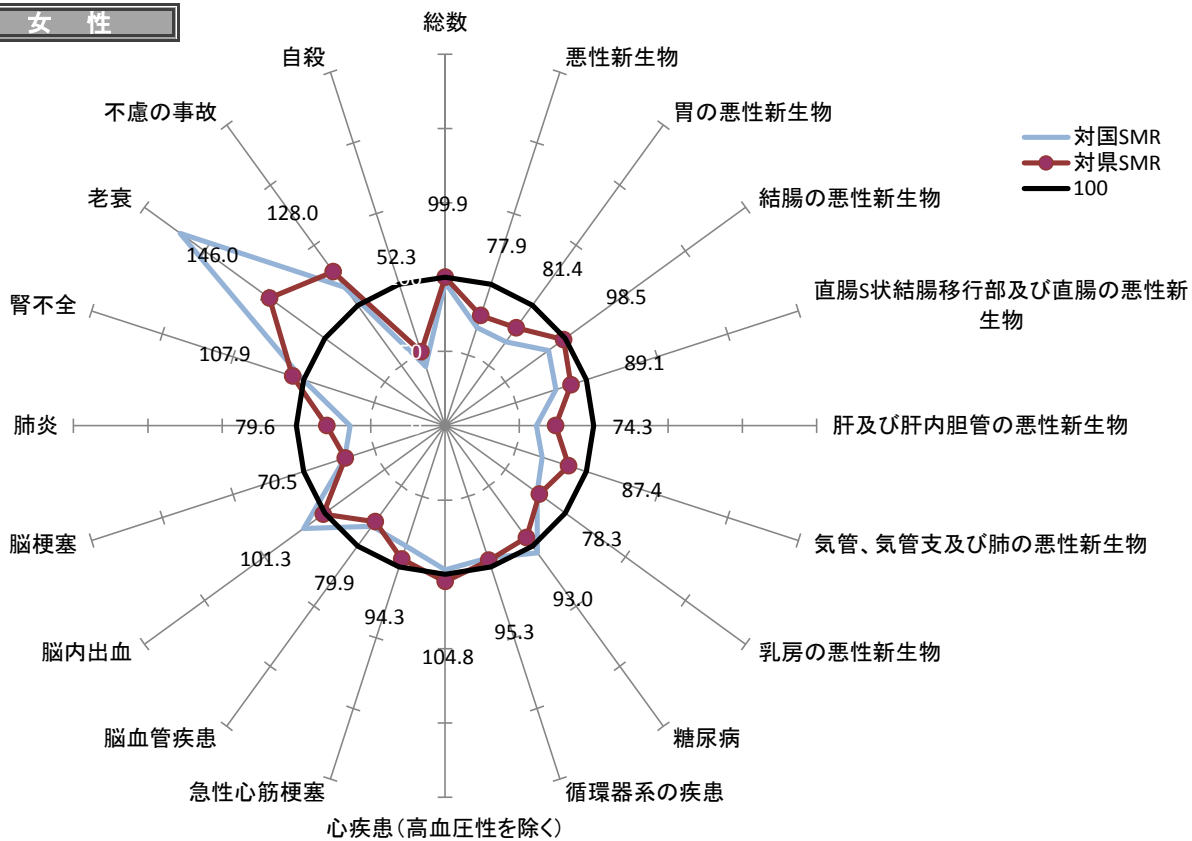 女 性
総数
自殺
悪性新生物
不慮の事故
胃の悪性新生物
対国SMR
対県SMR
100
老衰
結腸の悪性新生物
128.0
99.9
52.3
77.9
146.0
81.4
腎不全
98.5
直腸S状結腸移行部及び直腸の悪性新
生物
107.9
89.1
肺炎
79.6
74.3
肝及び肝内胆管の悪性新生物
70.5
87.4
脳梗塞
気管、気管支及び肺の悪性新生物
101.3
78.3
79.9
93.0
94.3
95.3
脳内出血
104.8
乳房の悪性新生物
脳血管疾患
糖尿病
急性心筋梗塞
循環器系の疾患
心疾患(高血圧性を除く)